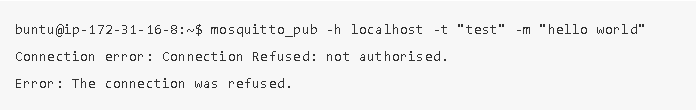 buntu@ip-172-31-16-8:~$ mosquitto_pub -h localhost -t "test" -m "hello world"
Connection error: Connection Refused: not authorised.
Error: The connection was refused.